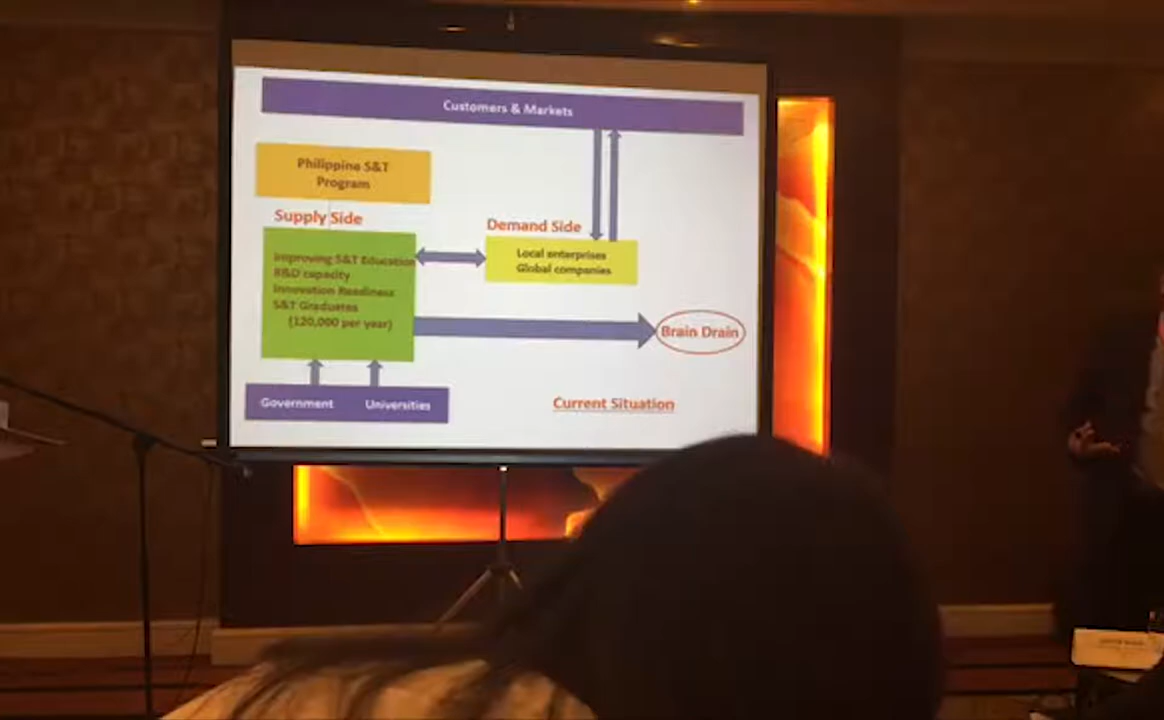 Customers & Markets
Philippine S&T
Program
Supply Side
Demand Side
Improving S&T Education
R&D capacity
Innovation Readiness
S&T Graduates
(120,000 per year)
Local enterprises
Global companies
Brain Drain
Government
Universities
Current Situation